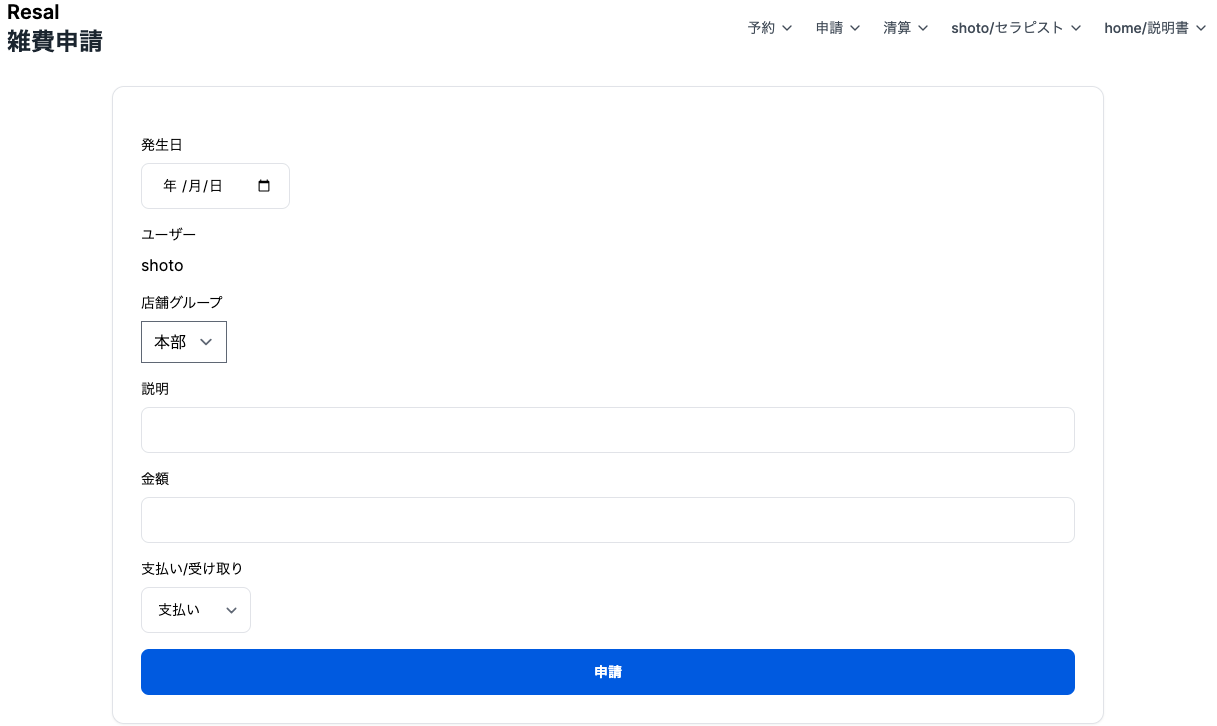 Resal
雑費申請
予約 申請 清算 shoto/セラピスト home/説明書
発生日
年 /月/日
ユーザー
shoto
店舗グループ
本部
説明
金額
支払い/受け取り
支払い
申請